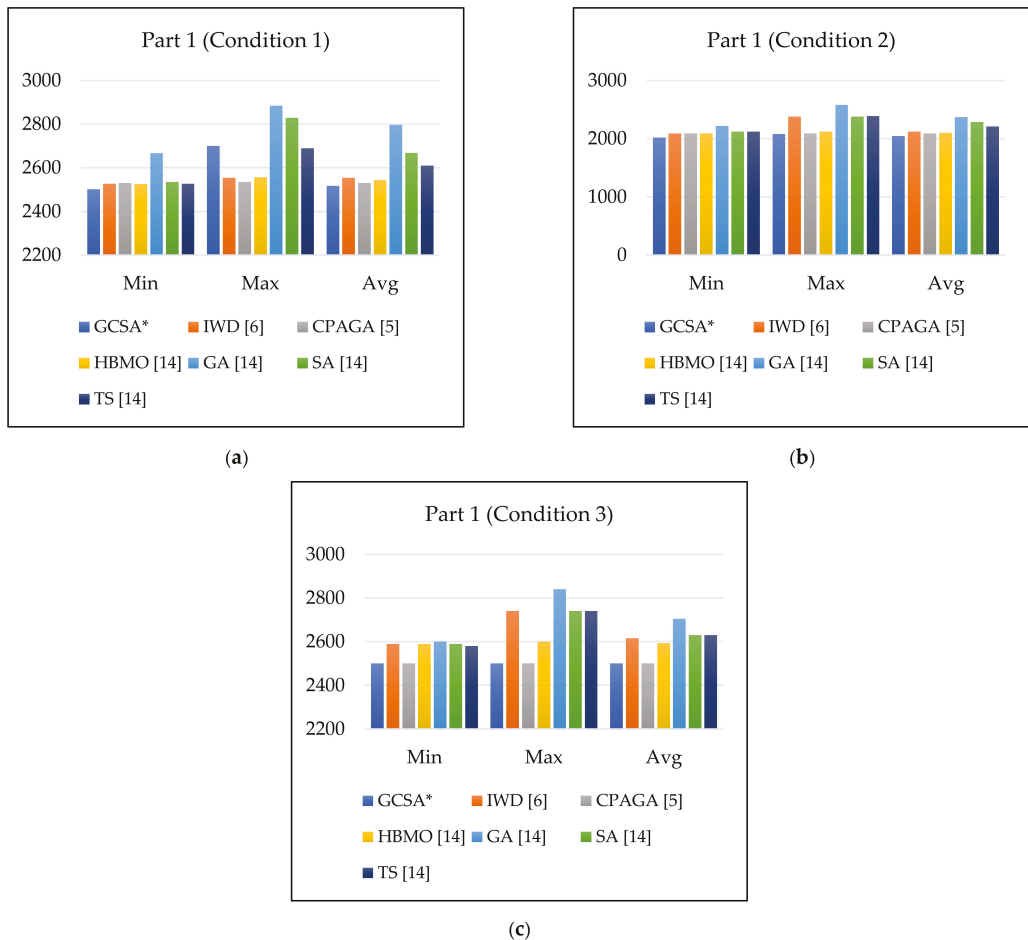 Part 1 (Condition 1)
3000
2800
2600
2400
2200
Min Max Avg
GCSA* IWD [6] CPAGA [5]
HBMO [14] GA [14] SA [14]
TS [14]
(a)
Part 1 (Condition 2)
3000
2000
1000
0
Min Max Avg
GCSA* IWD [6] CPAGA [5]
HBMO [14] GA [14] SA [14]
TS [14]
(b)
Part 1 (Condition 3)
3000
2800
2600
2400
2200
Min Max Avg
GCSA* IWD [6] CPAGA [5]
HBMO [14] GA [14] SA [14]
TS [14]
(c)